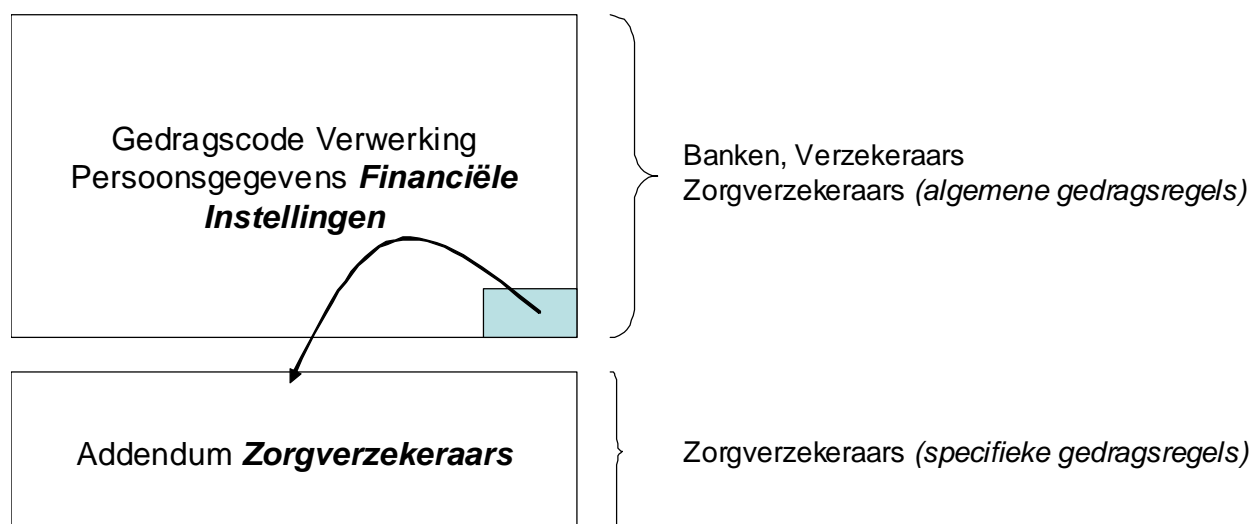 Gedragscode Verwerking
Persoonsgegevens Financiële
Instellingen
Banken, Verzekeraars
Zorgverzekeraars (algemene gedragsregels)
Addendum Zorgverzekeraars
Zorgverzekeraars (specifieke gedragsregels)